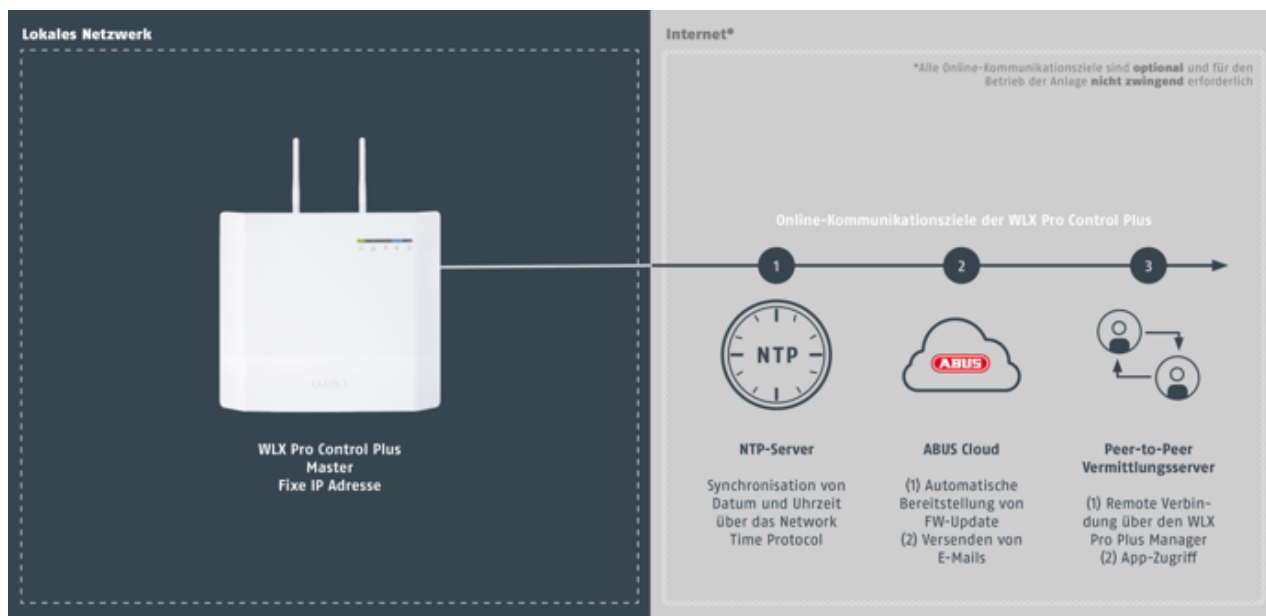 Lokales Netzwerk
WLX Pro Control Plus
Master
Fixe IP Adresse
Internet*
*Alle Online-Kommunikationsziele sind optional und für den
Betrieb der Anlage nicht zwingend erforderlich
Online-Kommunikationsziele der WLX Pro Control Plus
1
2
3
NTP
ABUS
NTP-Server
Synchronisation von
Datum und Uhrzeit
über das Network
Time Protocol
ABUS Cloud
(1) Automatische
Bereitstellung von
FW-Update
(2) Versenden von
E-Mails
Peer-to-Peer
Vermittlungsserver
(1) Remote Verbin-
dung über den WLX
Pro Plus Manager
(2) App-Zugriff